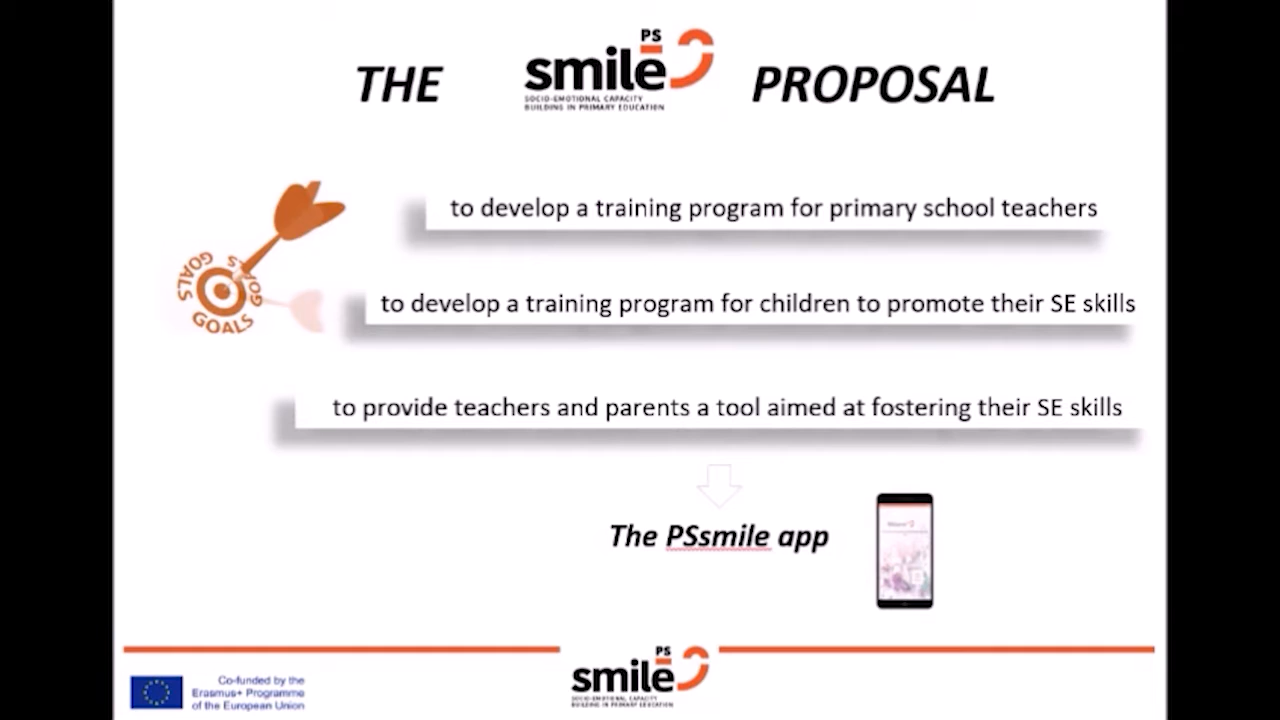 THE PS smile PROPOSAL
SOCIO-EMOTIONAL CAPACITY
BUILDING IN PRIMARY EDUCATION
to develop a training program for primary school teachers
GOALS GOALS
GOALS
to develop a training program for children to promote their SE skills
to provide teachers and parents a tool aimed at fostering their SE skills
The PSsmile app
PS
smile
SOCIO-EMOTIONAL CAPACITY
BUILDING IN PRIMARY EDUCATION
Co-funded by the
Erasmus+ Programme
of the European Union